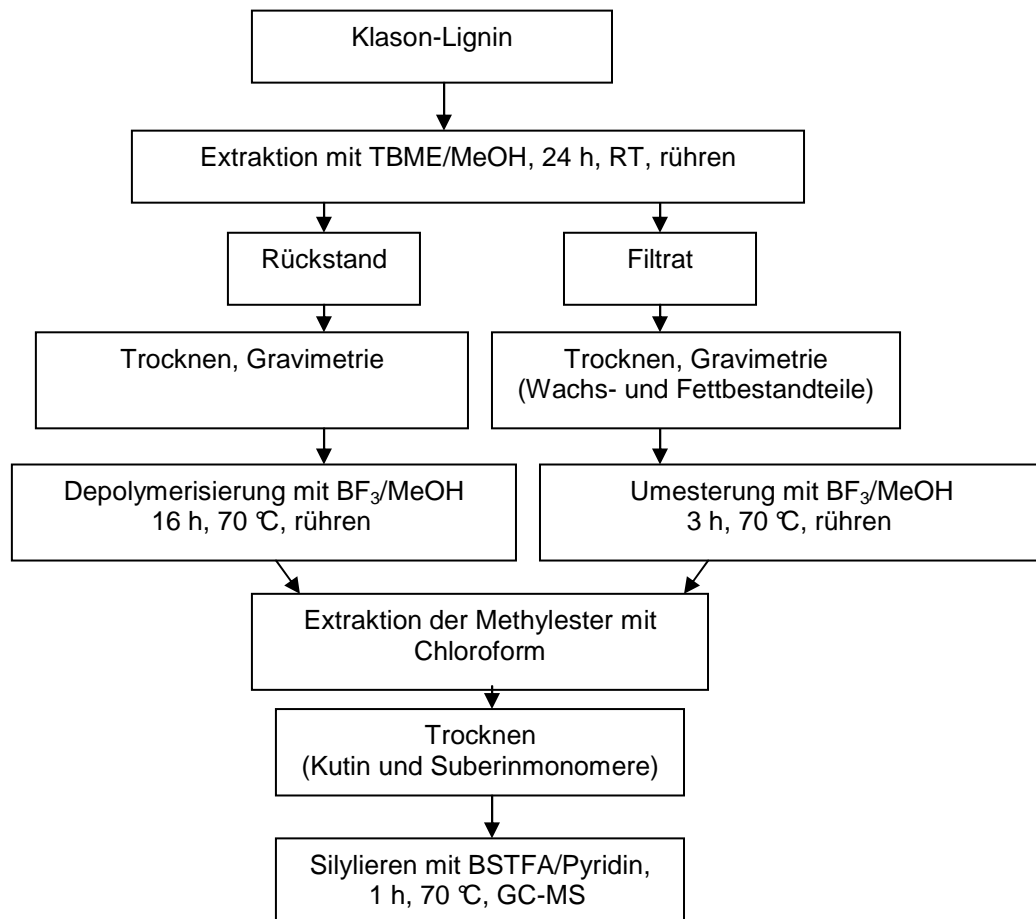 Klason-Lignin
Extraktion mit TBME/MeOH, 24 h, RT, rühren
Rückstand
Filtrat
Trocknen, Gravimetrie
Trocknen, Gravimetrie
(Wachs- und Fettbestandteile)
Depolymerisierung mit BF₃/MeOH
16 h, 70 °C, rühren
Umesterung mit BF₃/MeOH
3 h, 70 °C, rühren
Extraktion der Methylester mit
Chloroform
Trocknen
(Kutin und Suberinmonomere)
Silylieren mit BSTFA/Pyridin,
1 h, 70 °C, GC-MS